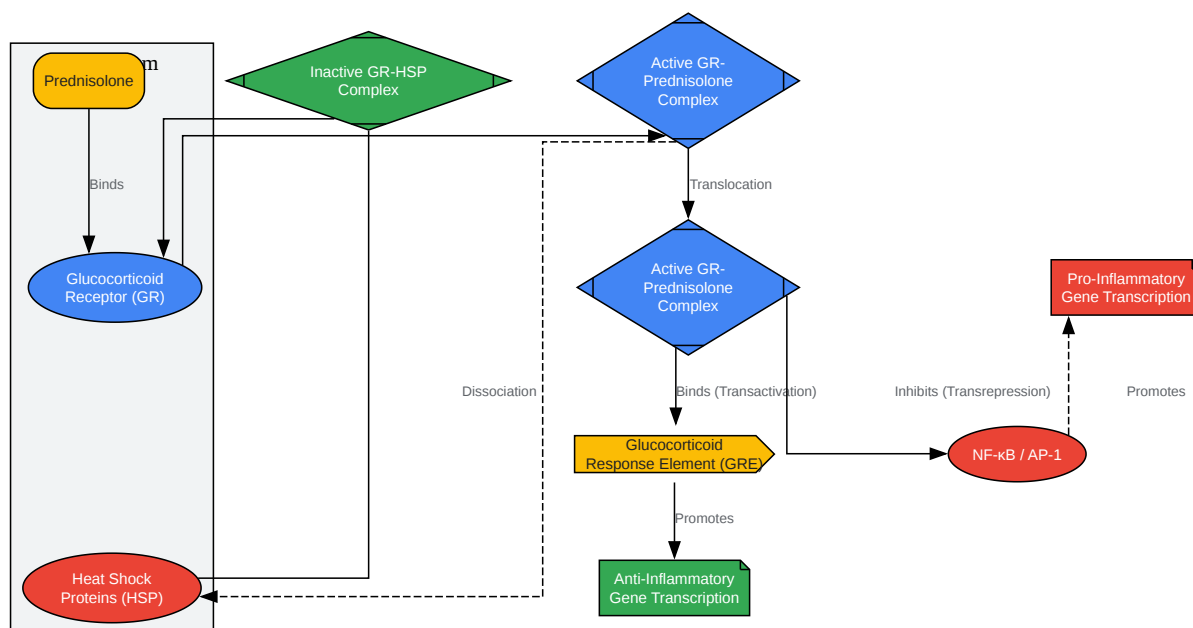 Prednisolone
m
Inactive GR-HSP
Complex
Active GR-
Prednisolone
Complex
Binds
Translocation
Glucocorticoid
Receptor (GR)
Active GR-
Prednisolone
Complex
Pro-Inflammatory
Gene Transcription
Dissociation
Binds (Transactivation)
Inhibits (Transrepression)
Promotes
Glucocorticoid
Response Element (GRE)
NF-κB / AP-1
Promotes
Heat Shock
Proteins (HSP)
Anti-Inflammatory
Gene Transcription